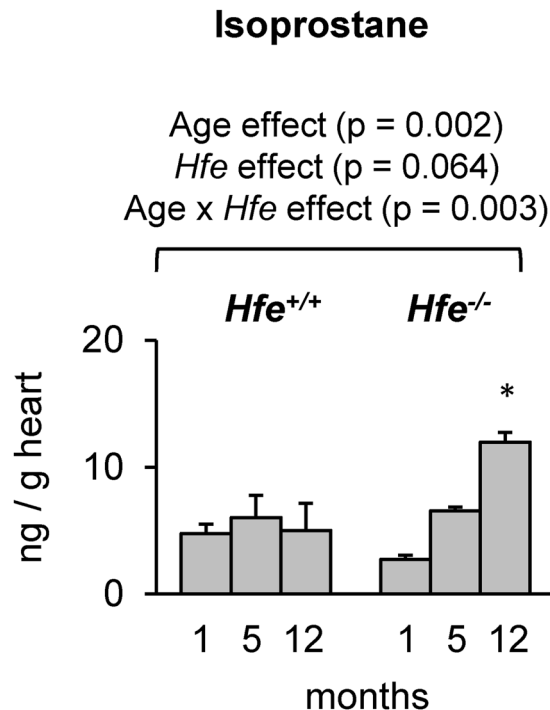 Isoprostane
Age effect (p = 0.002)
Hfe effect (p = 0.064)
Age x Hfe effect (p = 0.003)
Hfe+/+ Hfe-/-
20
*
10
0
ng / g heart
1 5 12 1 5 12
months